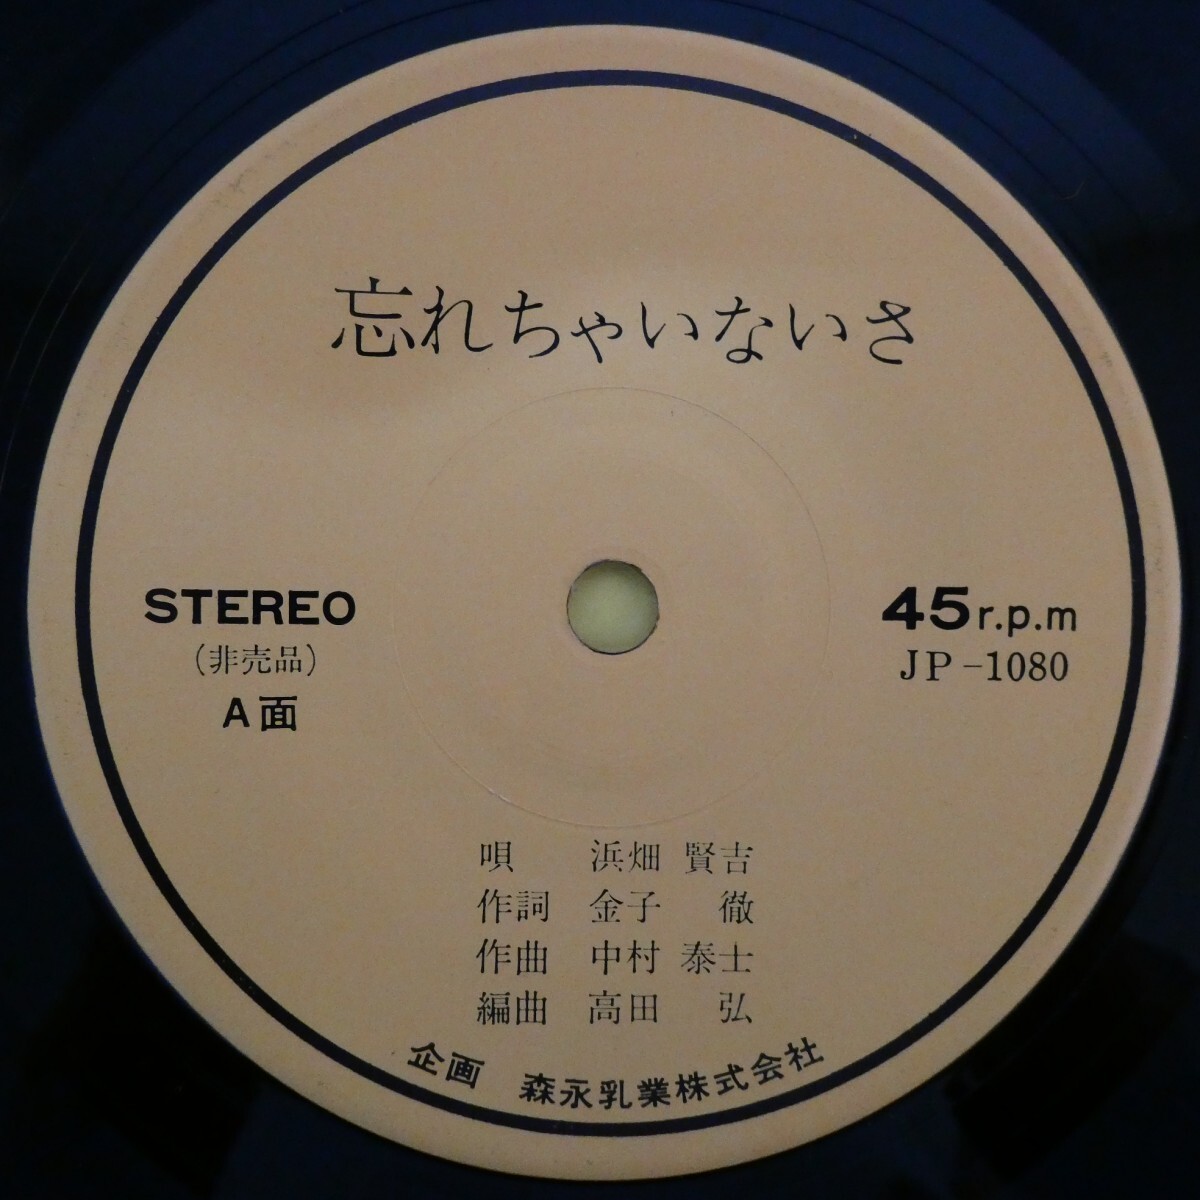 忘れちゃいないさ
STEREO
(非売品)
A面
45r.p.m
JP-1080
唄 浜畑 賢吉
作詞 金子 徹
作曲 中村 泰士
編曲 高田 弘
企画 森永乳業株式会社